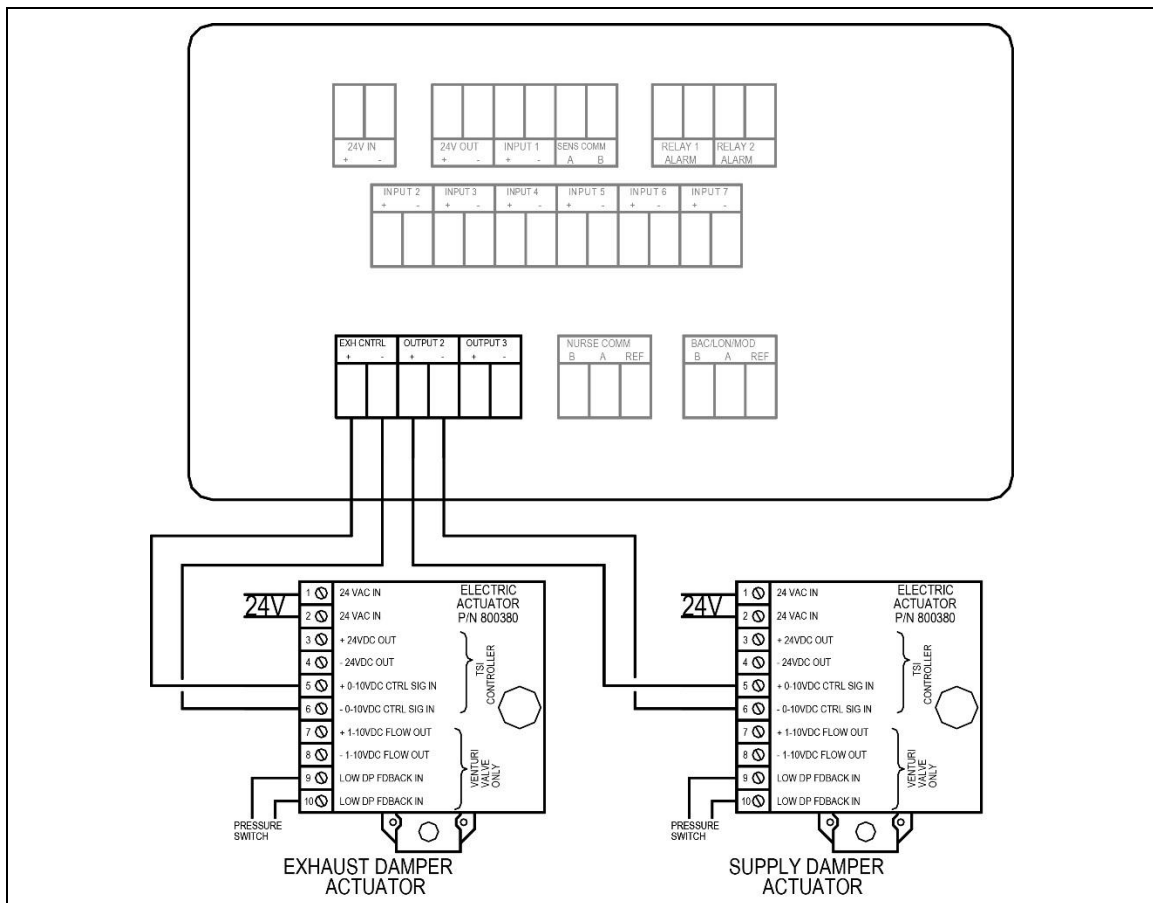 24V IN
+ -
24V OUT INPUT 1 SENS COMM
+ - + - A B
RELAY 1 RELAY 2
ALARM ALARM
INPUT 2 INPUT 3 INPUT 4 INPUT 5 INPUT 6 INPUT 7
+ - + - + - + - + - + -
EXH CNTRL OUTPUT 2 OUTPUT 3
+ - + - + -
NURSE COMM
B A REF
BAC/LON/MOD
B A REF
24V
1 24 VAC IN
2 24 VAC IN
3 + 24VDC OUT
4 - 24VDC OUT
5 + 0-10VDC CTRL SIG IN
6 - 0-10VDC CTRL SIG IN
7 + 1-10VDC FLOW OUT
8 - 1-10VDC FLOW OUT
9 LOW DP FDBACK IN
10 LOW DP FDBACK IN
ELECTRIC
ACTUATOR
P/N 800380
TSI
CONTROLLER
VENTURI
VALVE
ONLY
PRESSURE
SWITCH
EXHAUST DAMPER
ACTUATOR
24V
1 24 VAC IN
2 24 VAC IN
3 + 24VDC OUT
4 - 24VDC OUT
5 + 0-10VDC CTRL SIG IN
6 - 0-10VDC CTRL SIG IN
7 + 1-10VDC FLOW OUT
8 - 1-10VDC FLOW OUT
9 LOW DP FDBACK IN
10 LOW DP FDBACK IN
ELECTRIC
ACTUATOR
P/N 800380
TSI
CONTROLLER
VENTURI
VALVE
ONLY
PRESSURE
SWITCH
SUPPLY DAMPER
ACTUATOR